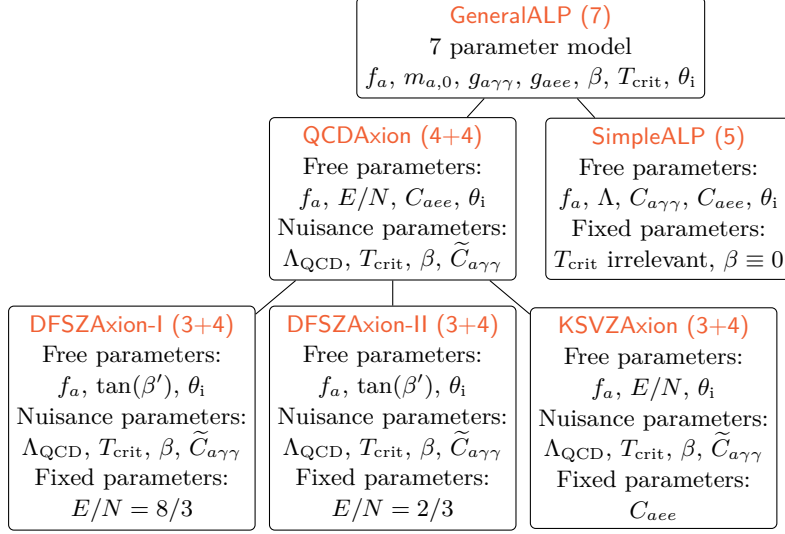 GeneralALP (7)
7 parameter model
f_a, m_{a,0}, g_{aγγ}, g_{aee}, β, T_crit, θ_i
QCDAxion (4+4)
Free parameters:
f_a, E/N, C_{aee}, θ_i
Nuisance parameters:
Λ_QCD, T_crit, β, C̃_{aγγ}
SimpleALP (5)
Free parameters:
f_a, Λ, C_{aγγ}, C_{aee}, θ_i
Fixed parameters:
T_crit irrelevant, β ≡ 0
DFSZAxion-I (3+4)
Free parameters:
f_a, tan(β′), θ_i
Nuisance parameters:
Λ_QCD, T_crit, β, C̃_{aγγ}
Fixed parameters:
E/N = 8/3
DFSZAxion-II (3+4)
Free parameters:
f_a, tan(β′), θ_i
Nuisance parameters:
Λ_QCD, T_crit, β, C̃_{aγγ}
Fixed parameters:
E/N = 2/3
KSVZAxion (3+4)
Free parameters:
f_a, E/N, θ_i
Nuisance parameters:
Λ_QCD, T_crit, β, C̃_{aγγ}
Fixed parameters:
C_{aee}